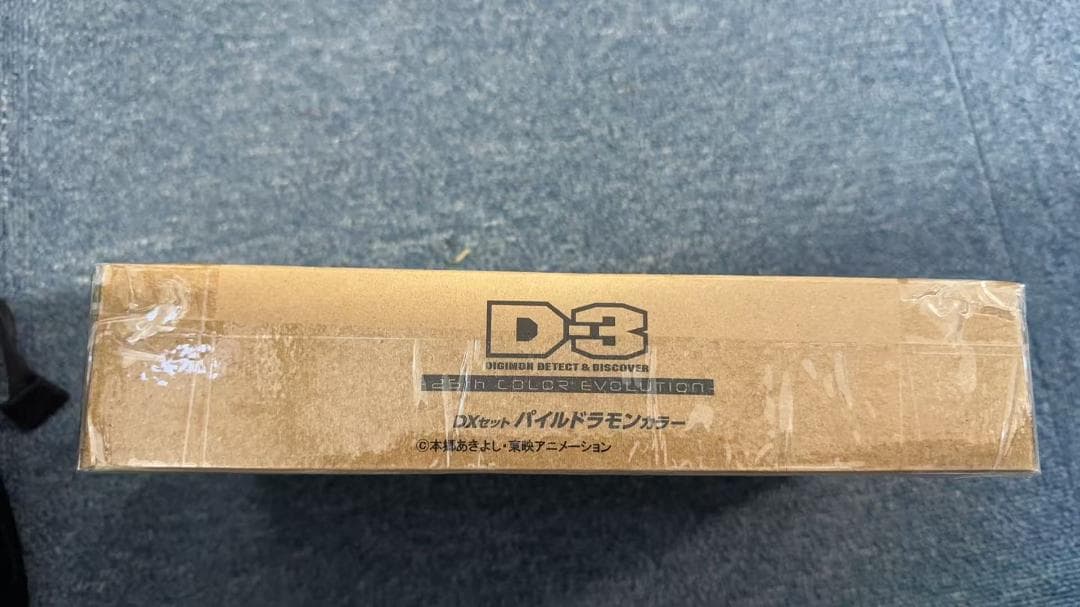 D-3
DIGIMON DETECT & DISCOVER
25th COLOR EVOLUTION
DXセット パイルドラモンカラー
©本郷あきよし・東映アニメーション